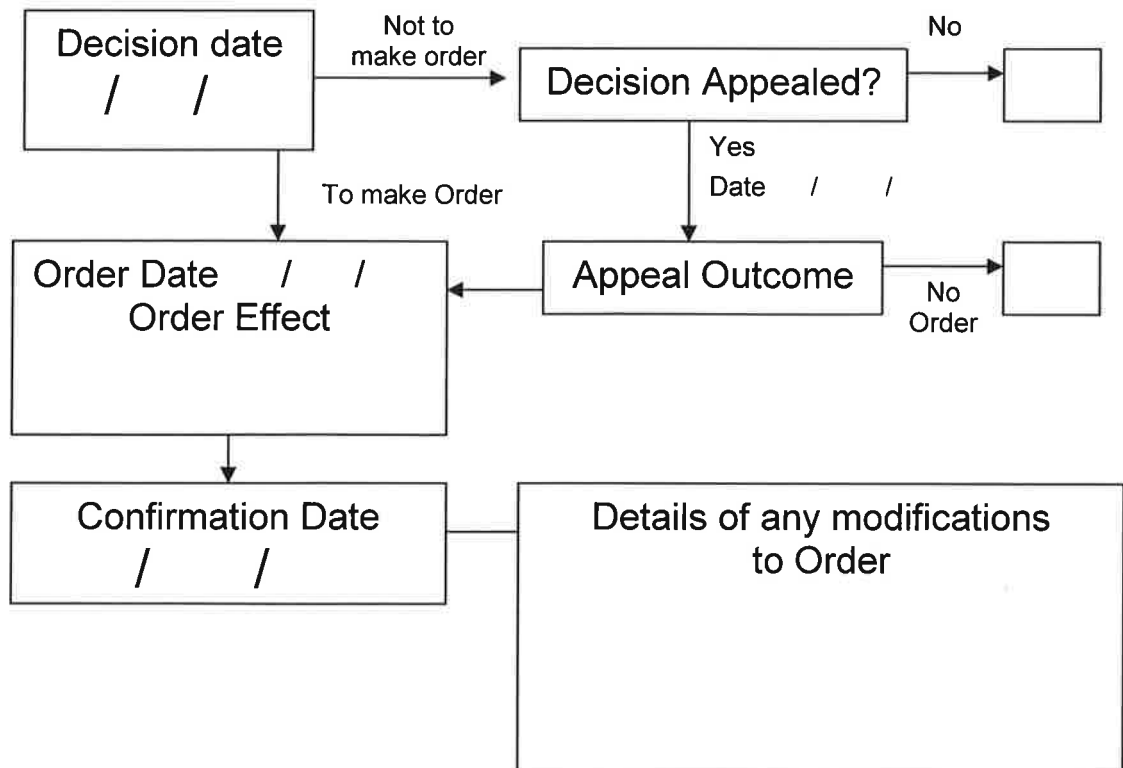 Decision date
/ /
Not to
make order
Decision Appealed?
No
Yes
Date / /
To make Order
Order Date / /
Order Effect
Appeal Outcome
No
Order
Confirmation Date
/ /
Details of any modifications
to Order